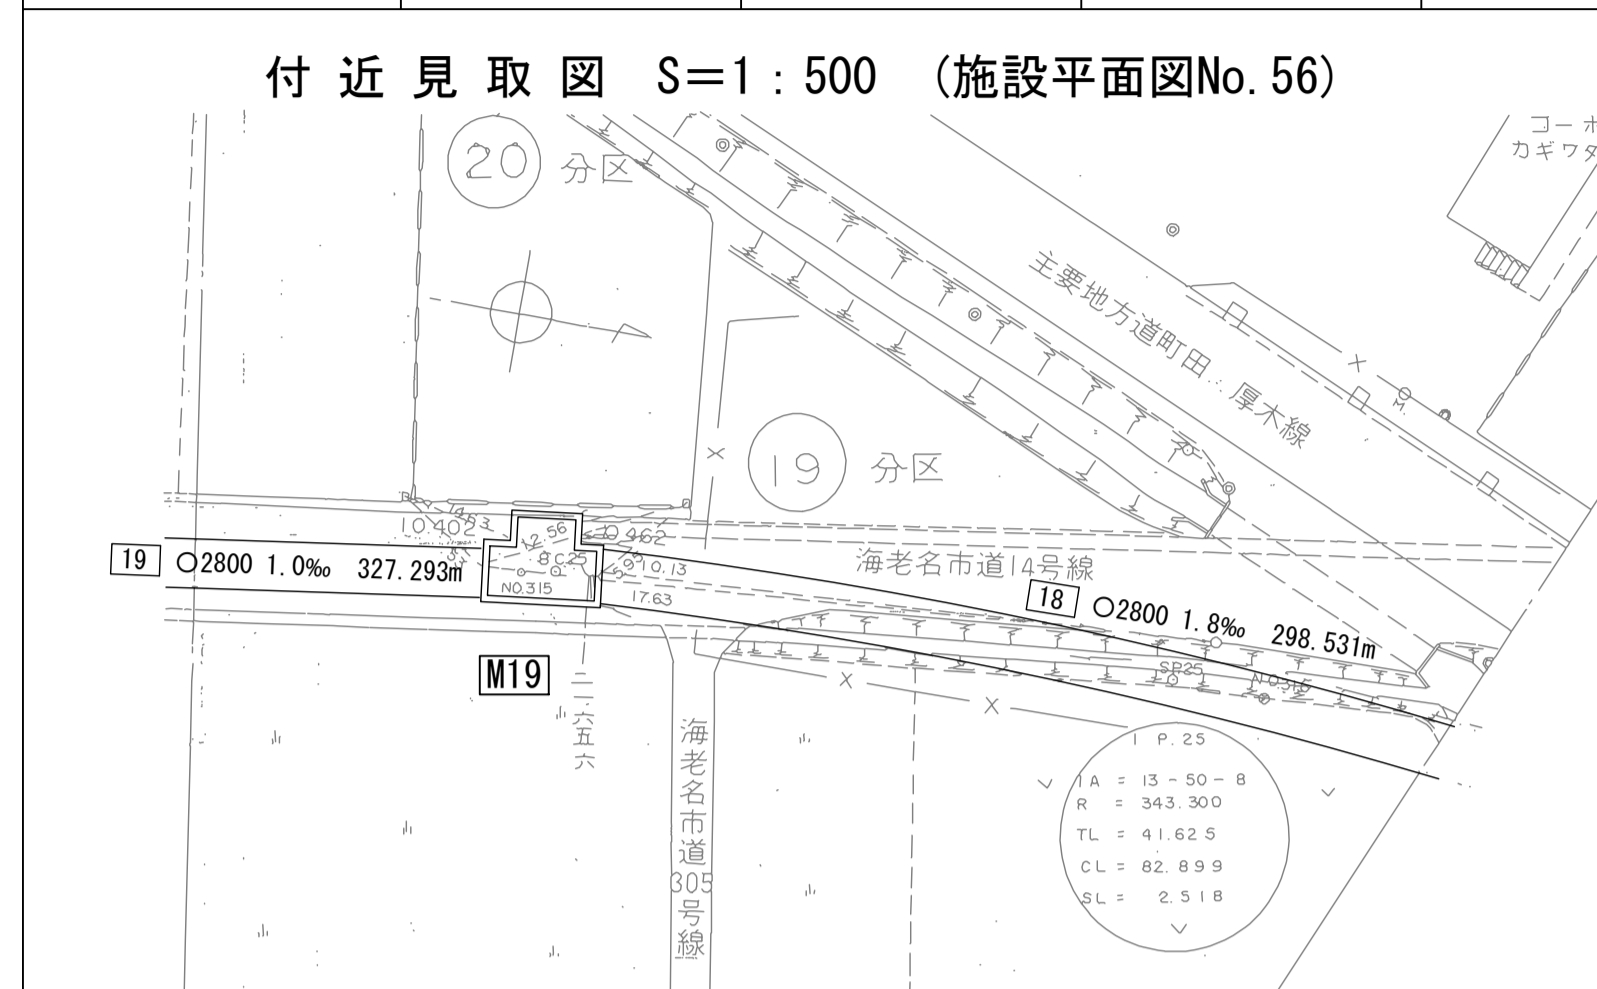 付近見取図 S=1:500 (施設平面図No.56)
コーポ
カギワタ
20 分区
主要地方道町田・厚木線
M.
19 分区
10.402
12.56
10.462
海老名市道14号線
19 ○2800 1.0‰ 327.293m
10.13
NO.315
17.63
18 ○2800 1.8‰ 298.531m
SP.25
M19
二一・六五六
海老名市道305号線
I P.25
IA = 13-50-8
R = 343.300
TL = 41.625
CL = 82.899
SL = 2.518